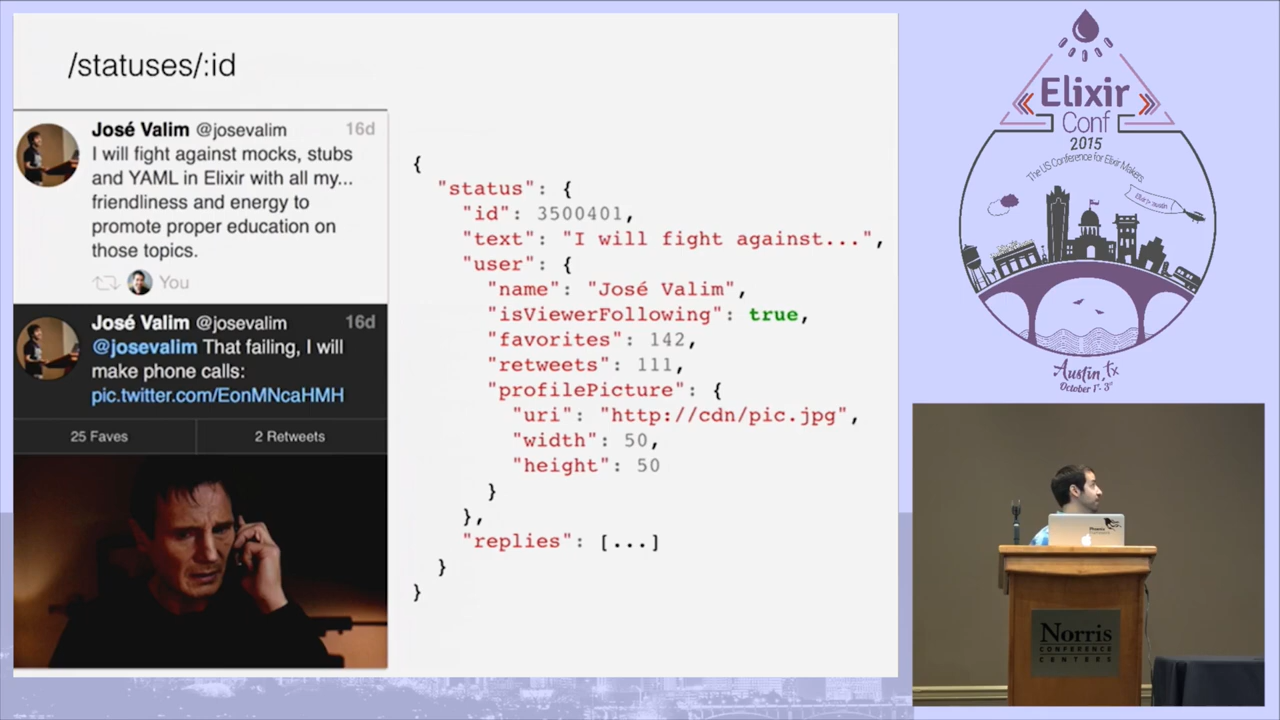 /statuses/:id
José Valim @josevalim 16d
I will fight against mocks, stubs
and YAML in Elixir with all my...
friendliness and energy to
promote proper education on
those topics.
You
José Valim @josevalim 16d
@josevalim That failing, I will
make phone calls:
pic.twitter.com/EonMNcaHMH
25 Faves 2 Retweets
{
"status": {
"id": 3500401,
"text": "I will fight against...",
"user": {
"name": "José Valim",
"isViewerFollowing": true,
"favorites": 142,
"retweets": 111,
"profilePicture": {
"uri": "http://cdn/pic.jpg",
"width": 50,
"height": 50
}
},
"replies": [...]
}
}
Elixir
Conf
2015
The US Conference for Elixir Makers
Austin, TX
October 1st - 3rd
Phoenix
Norris
CONFERENCE
CENTERS